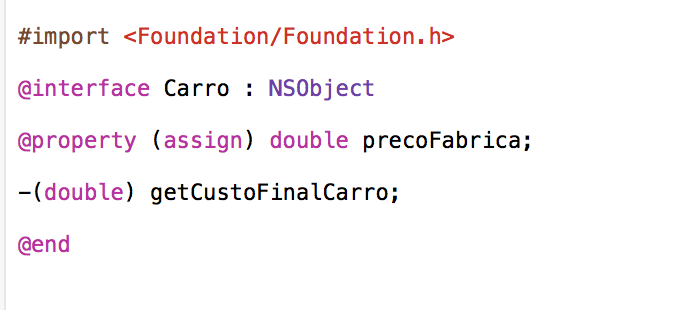 #import <Foundation/Foundation.h>
@interface Carro : NSObject
@property (assign) double precoFabrica;
-(double) getCustoFinalCarro;
@end